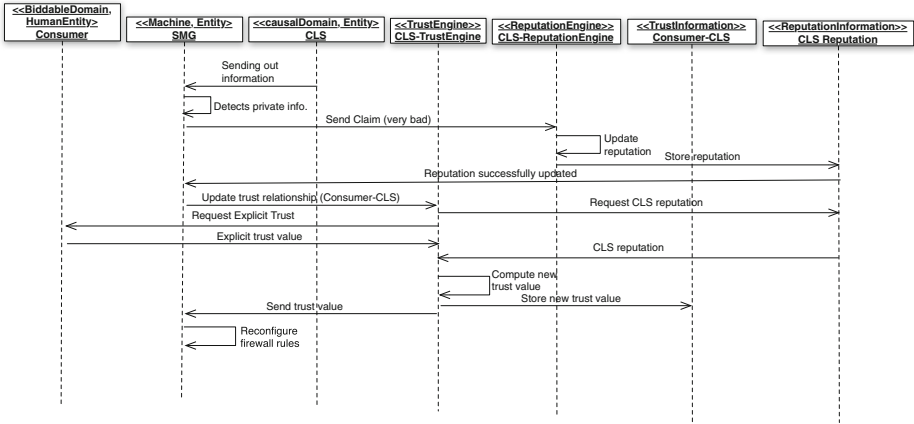 <<BiddableDomain,
HumanEntity>>
Consumer
<<Machine, Entity>>
SMG
<<causalDomain, Entity>
CLS
<<TrustEngine>>
CLS-TrustEngine
<<ReputationEngine>>
CLS-ReputationEngine
<<TrustInformation>>
Consumer-CLS
<<ReputationInformation>>
CLS Reputation
Sending out
information
Detects private info.
Send Claim (very bad)
Update
reputation
Store reputation
Reputation successfully updated
Update trust relationship (Consumer-CLS)
Request CLS reputation
Request Explicit Trust
Explicit trust value
CLS reputation
Compute new
trust value
Store new trust value
Send trust value
Reconfigure
firewall rules